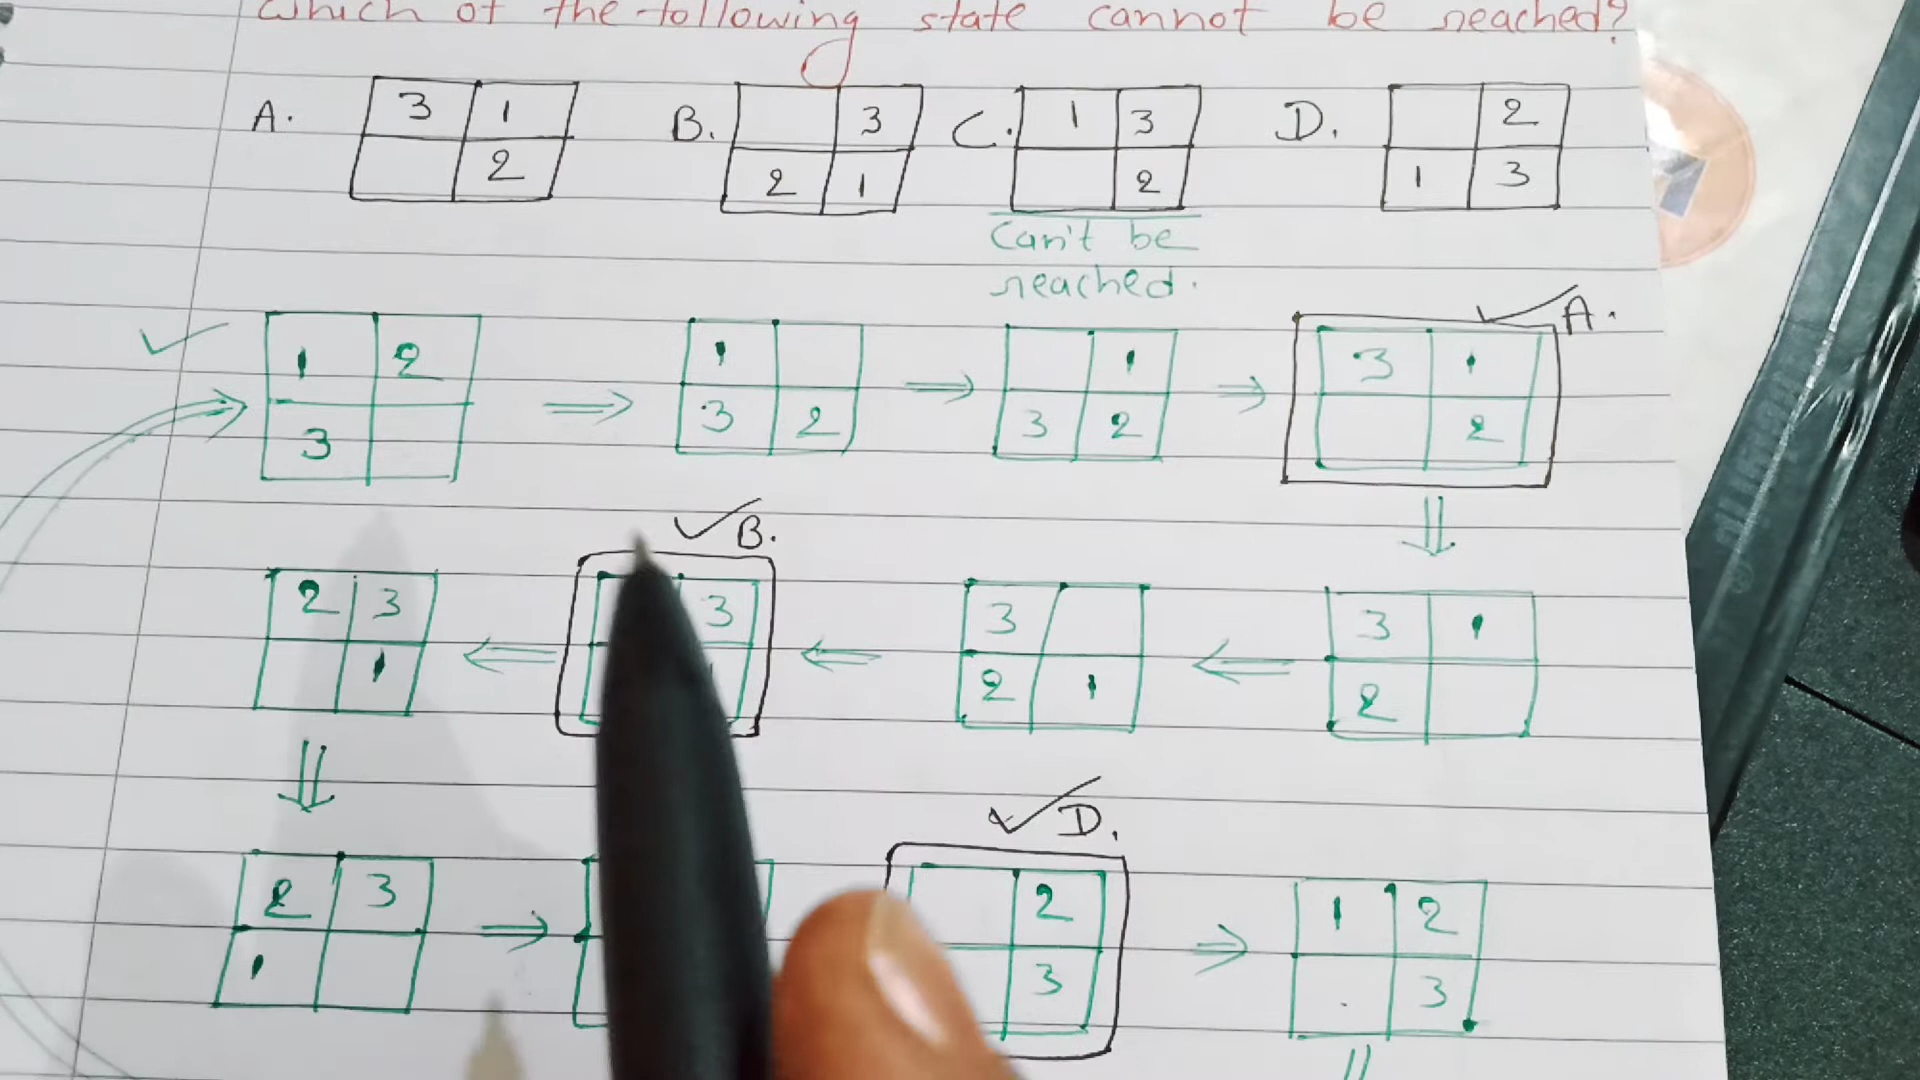 Which of the following state cannot be reached?
A. 3 1 B. 3 C. 1 3 D. 2
2 2 1 2 1 3
Can't be
reached.
A.
1 2 1 1 3 1
3 3 2 3 2 2
B.
2 3 3 3 3 1
1 2 1 2
D.
2 3 2 1 2
1 3 3